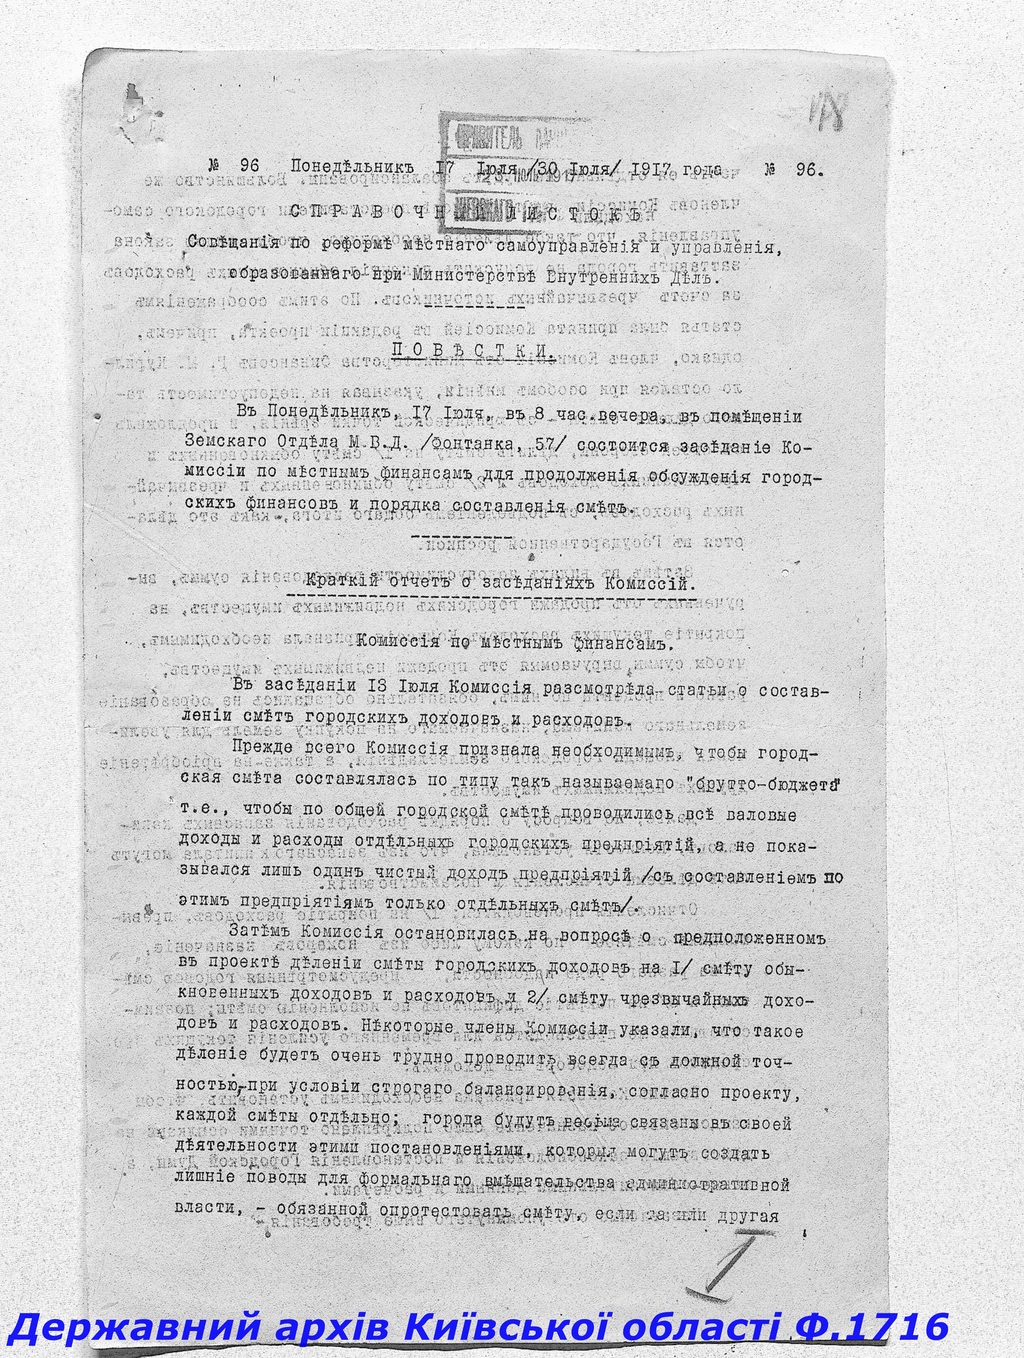 178
УПРАВИТЕЛЬ
№ 96 Понедѣльникъ 17 Іюля /30 Іюля/ 1917 года № 96.
23 ІЮЛ 1917
КІЕВСКАГО
СПРАВОЧНЫЙ ЛИСТОКЪ
Совѣщанія по реформѣ мѣстнаго самоуправленія и управленія,
образованнаго при Министерствѣ Внутреннихъ Дѣл.
ПОВѢСТКИ.
Въ Понедѣльникъ, 17 Іюля, въ 8 час.вечера, въ помѣщеніи
Земскаго Отдѣла М.В.Д. /Фонтанка, 57/ состоится засѣданіе Ко-
миссіи по мѣстнымъ финансамъ для продолженія обсужденія город-
скихъ финансовъ и порядка составленія смѣтъ.
Краткій отчетъ о засѣданіяхъ Комиссій.
Комиссія по мѣстнымъ финансамъ.
Въ засѣданіи 13 Іюля Комиссія разсмотрѣла статьи о состав-
леніи смѣтъ городскихъ доходовъ и расходовъ.
Прежде всего Комиссія признала необходимымъ, чтобы город-
ская смѣта составлялась по типу такъ называемаго "брутто-бюджета"
т.е., чтобы по общей городской смѣтѣ проводились всѣ валовые
доходы и расходы отдѣльныхъ городскихъ предпріятій, а не пока-
зывался лишь одинъ чистый доходъ предпріятій /съ составленіемъ по
этимъ предпріятіямъ только отдѣльныхъ смѣтъ/.
Затѣмъ Комиссія остановилась на вопросѣ о предположенномъ
въ проектѣ дѣленіи смѣты городскихъ доходовъ на 1/ смѣту обы-
кновенныхъ доходовъ и расходовъ и 2/ смѣту чрезвычайныхъ дохо-
довъ и расходовъ. Нѣкоторые члены Комиссіи указали, что такое
дѣленіе будетъ очень трудно проводить всегда съ должной точ-
ностью при условіи строгаго балансированія, согласно проекту,
каждой смѣты отдѣльно; города будутъ весьма связаны въ своей
дѣятельности этими постановленіями, которыя могутъ создать
лишніе поводы для формальнаго вмѣшательства административной
власти, - обязанной опротестовать смѣту, если та или другая
I
Державний архів Київської області Ф.1716